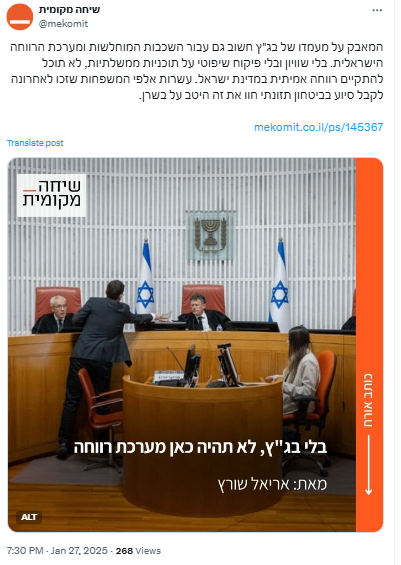 שיחה מקומית
@mekomit
המאבק על מעמדו של בג"ץ חשוב גם עבור השכבות המוחלשות ומערכת הרווחה
הישראלית. בלי שוויון ובלי פיקוח שיפוטי על תוכניות ממשלתיות, לא תוכל
להתקיים רווחה אמיתית במדינת ישראל. עשרות אלפי המשפחות שזכו לאחרונה
לקבל סיוע בביטחון תזונתי חוו את זה היטב על בשרן.
mekomit.co.il/ps/145367
Translate post
שיחה_
מקומית
כותב אורח
בלי בג"ץ, לא תהיה כאן מערכת רווחה
מאת: אריאל שורץ
ALT
7:30 PM · Jan 27, 2025 · 268 Views